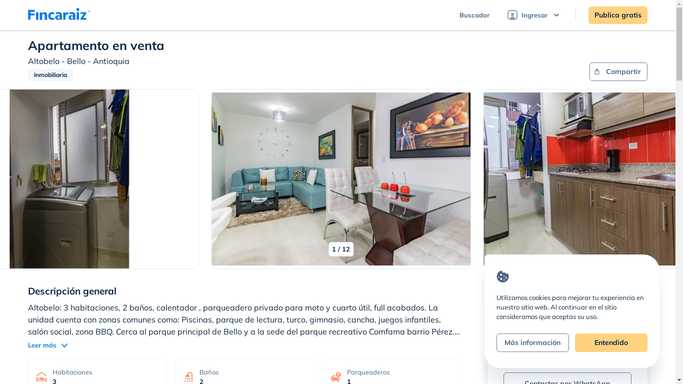 Fincaraiz
Buscador
Ingresar
Publica gratis
Apartamento en venta
Altobelo - Bello - Antioquia
Inmobiliaria
Compartir
1 / 12
Descripción general
Altobelo: 3 habitaciones, 2 baños, calentador , parqueadero privado para moto y cuarto útil, full acabados. La
unidad cuenta con zonas comunes como: Piscinas, parque de lectura, turco, gimnasio, cancha, juegos infantiles,
salón social, zona BBQ. Cerca al parque principal de Bello y a la sede del parque recreativo Comfama barrio Pérez....
Leer más
Habitaciones
3
Baños
2
Parqueaderos
1
Utilizamos cookies para mejorar tu experiencia en
nuestro sitio web. Al continuar en el sitio
consideramos que aceptas su uso.
Más información
Entendido
Contactar por WhatsApp